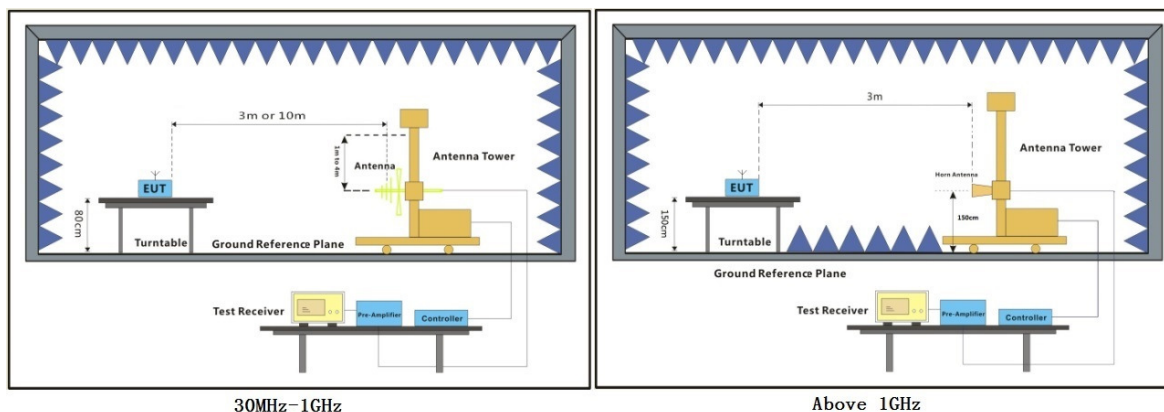 3m or 10m
1m to 4m
Antenna
Antenna Tower
EUT
80cm
Turntable
Ground Reference Plane
Test Receiver
Pre-Amplifier
Controller
30MHz-1GHz
3m
Antenna Tower
Horn Antenna
EUT
150cm
150cm
Turntable
Ground Reference Plane
Test Receiver
Pre-Amplifier
Controller
Above 1GHz